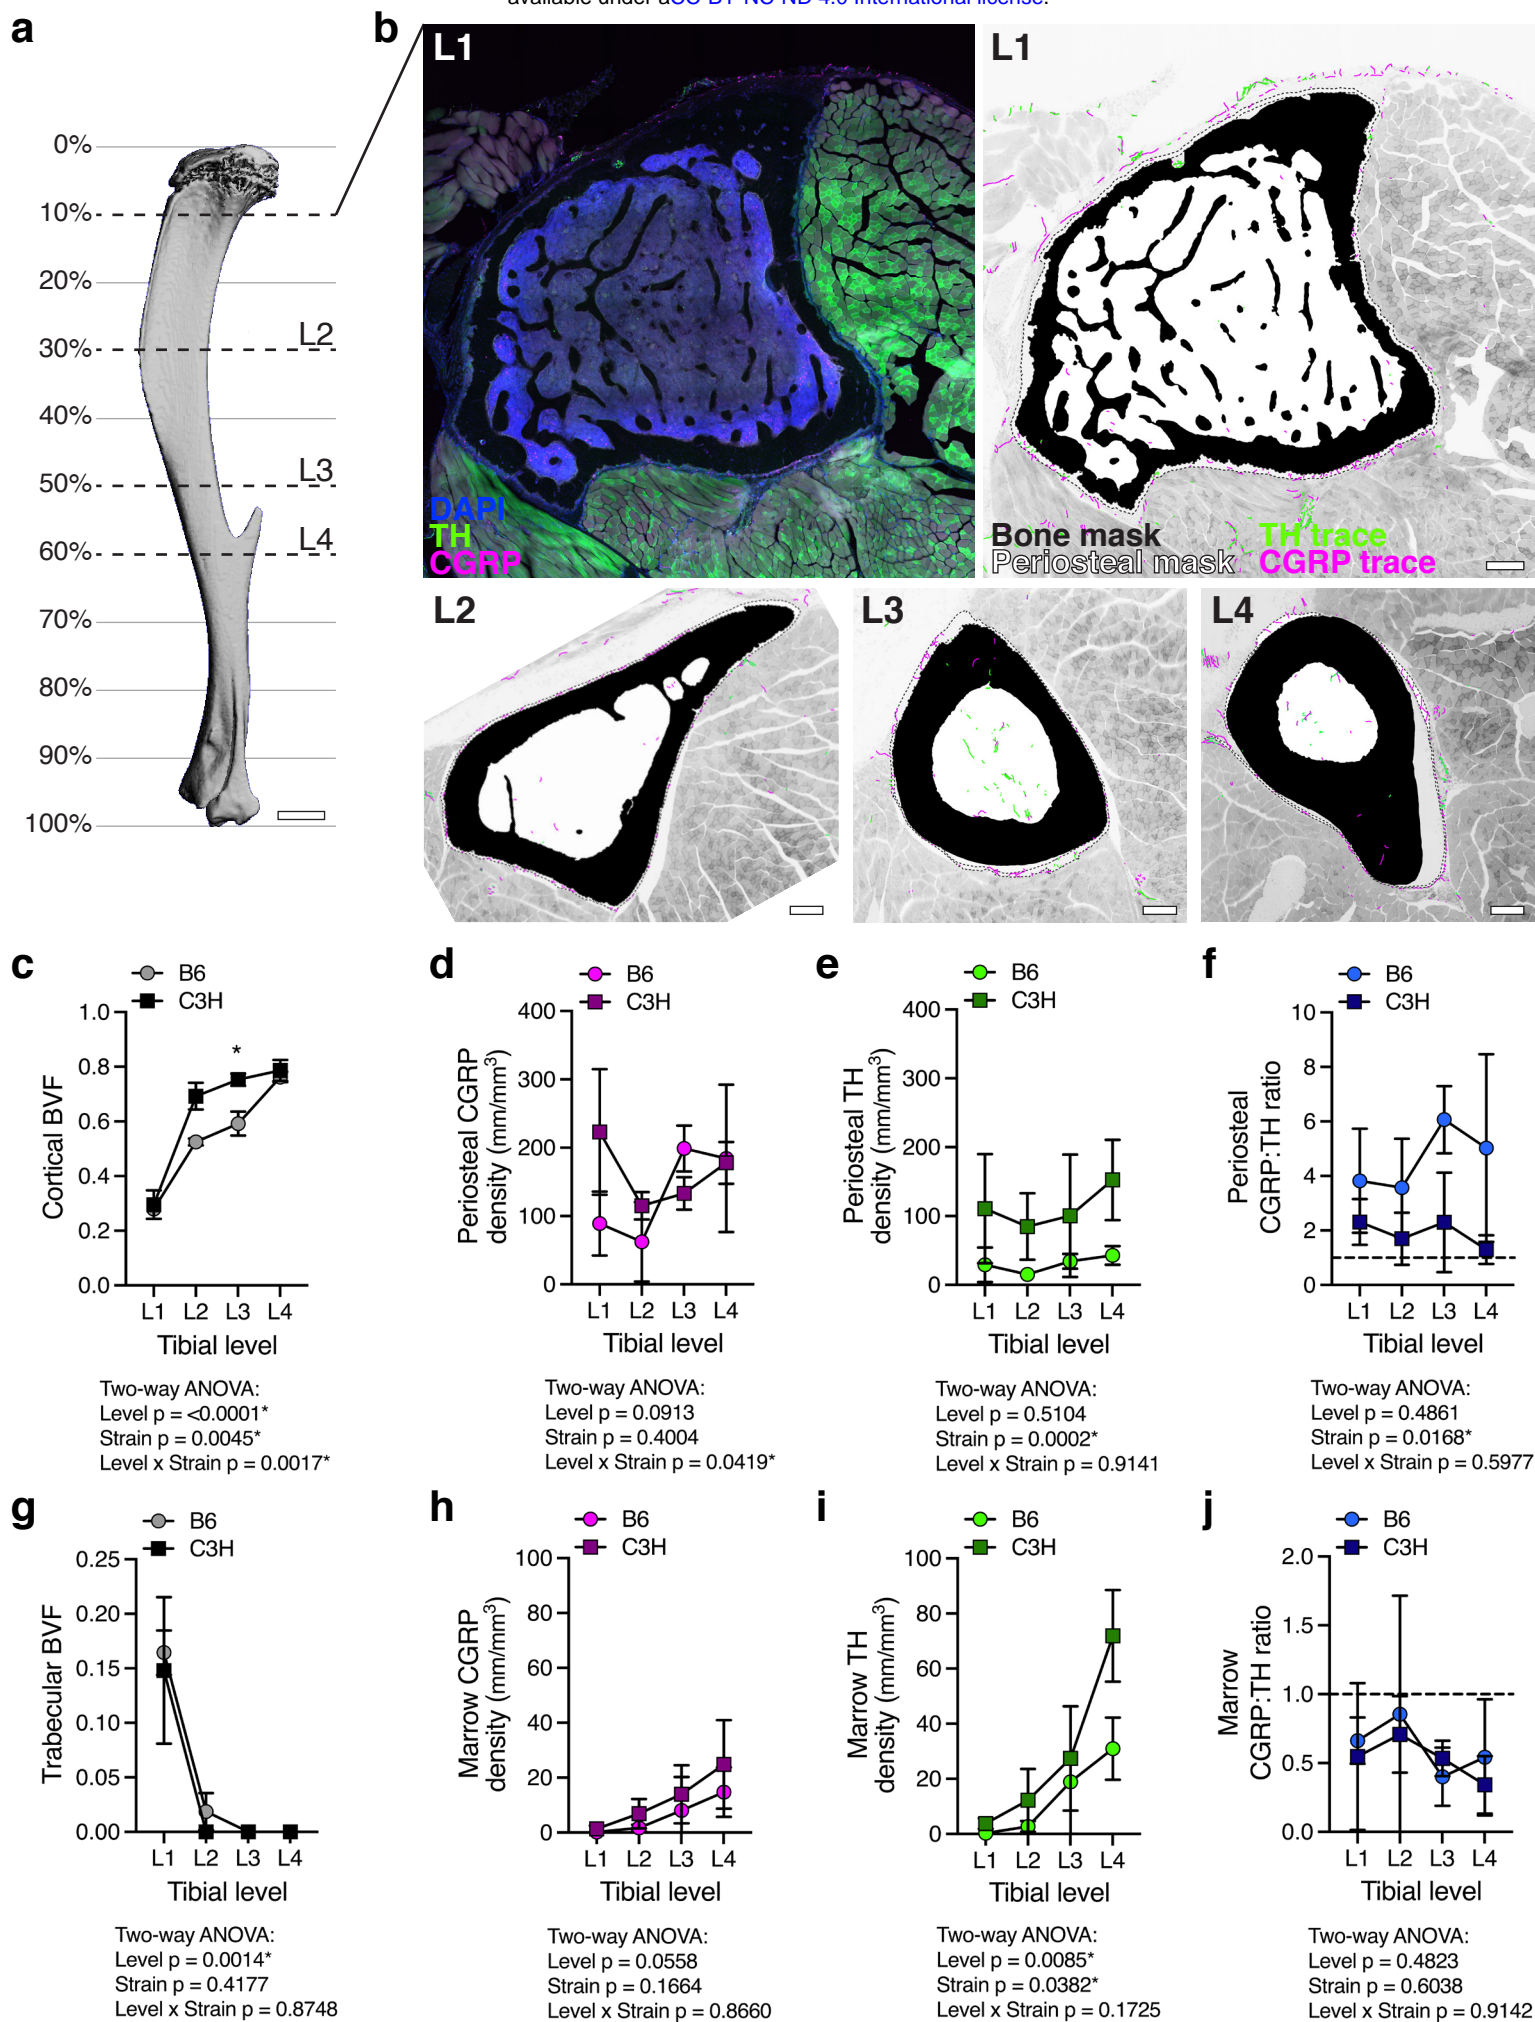 available under aCC-BY-NC-ND 4.0 International license.
a
0%
10%
20%
L2
30%
40%
L3
50%
L4
60%
70%
80%
90%
100%
b
L1
DAPI
TH
CGRP
L1
Bone mask
TH trace
Periosteal mask
CGRP trace
L2
L3
L4
c
B6
C3H
Cortical BVF
1.0
0.8
0.6
0.4
0.2
0.0
*
L1 L2 L3 L4
Tibial level
Two-way ANOVA:
Level p = <0.0001*
Strain p = 0.0045*
Level x Strain p = 0.0017*
d
B6
C3H
Periosteal CGRP
density (mm/mm³)
400
300
200
100
0
L1 L2 L3 L4
Tibial level
Two-way ANOVA:
Level p = 0.0913
Strain p = 0.4004
Level x Strain p = 0.0419*
e
B6
C3H
Periosteal TH
density (mm/mm³)
400
300
200
100
0
L1 L2 L3 L4
Tibial level
Two-way ANOVA:
Level p = 0.5104
Strain p = 0.0002*
Level x Strain p = 0.9141
f
B6
C3H
Periosteal
CGRP:TH ratio
10
8
6
4
2
0
L1 L2 L3 L4
Tibial level
Two-way ANOVA:
Level p = 0.4861
Strain p = 0.0168*
Level x Strain p = 0.5977
g
B6
C3H
Trabecular BVF
0.25
0.20
0.15
0.10
0.05
0.00
L1 L2 L3 L4
Tibial level
Two-way ANOVA:
Level p = 0.0014*
Strain p = 0.4177
Level x Strain p = 0.8748
h
B6
C3H
Marrow CGRP
density (mm/mm³)
100
80
60
40
20
0
L1 L2 L3 L4
Tibial level
Two-way ANOVA:
Level p = 0.0558
Strain p = 0.1664
Level x Strain p = 0.8660
i
B6
C3H
Marrow TH
density (mm/mm³)
100
80
60
40
20
0
L1 L2 L3 L4
Tibial level
Two-way ANOVA:
Level p = 0.0085*
Strain p = 0.0382*
Level x Strain p = 0.1725
j
B6
C3H
Marrow
CGRP:TH ratio
2.0
1.5
1.0
0.5
0.0
L1 L2 L3 L4
Tibial level
Two-way ANOVA:
Level p = 0.4823
Strain p = 0.6038
Level x Strain p = 0.9142